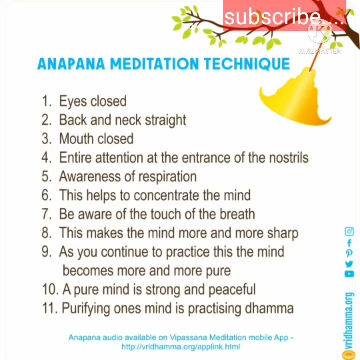 subscribe....
ANAPANA MEDITATION TECHNIQUE
1. Eyes closed
2. Back and neck straight
3. Mouth closed
4. Entire attention at the entrance of the nostrils
5. Awareness of respiration
6. This helps to concentrate the mind
7. Be aware of the touch of the breath
8. This makes the mind more and more sharp
9. As you continue to practice this the mind
becomes more and more pure
10. A pure mind is strong and peaceful
11. Purifying ones mind is practising dhamma
Anapana audio available on Vipassana Meditation mobile App -
http://vridhamma.org/applink.html
vridhamma.org